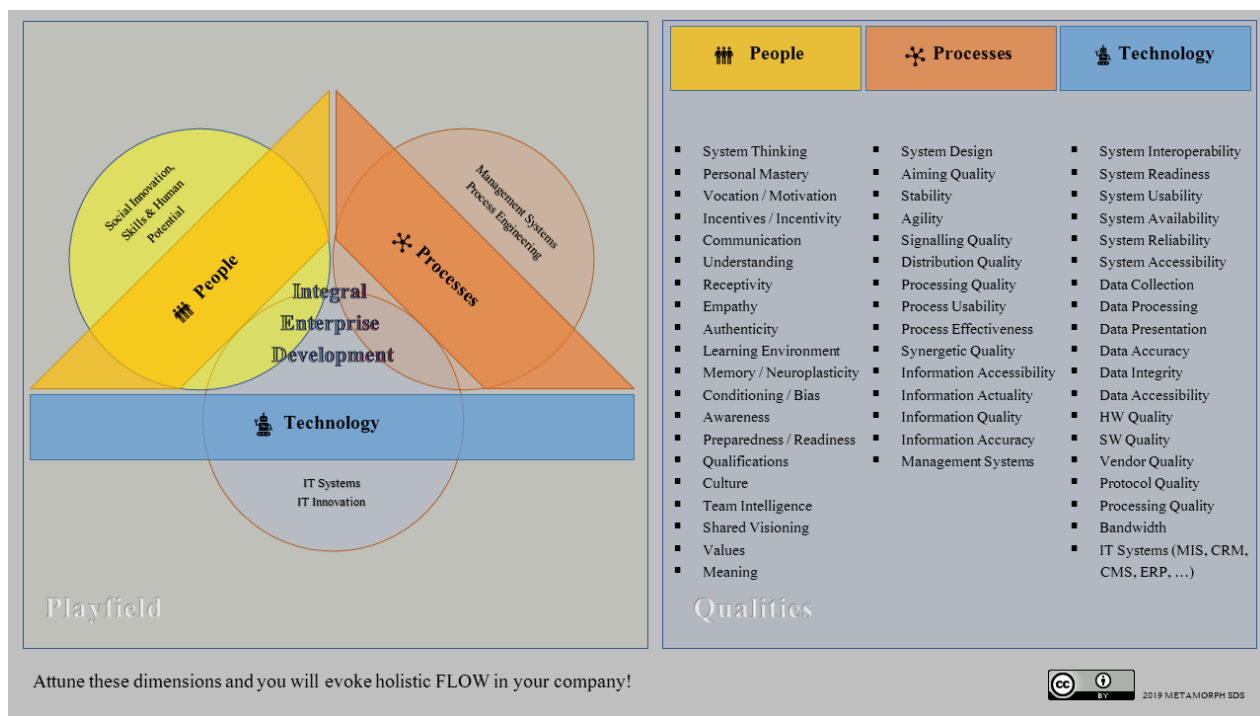 Social Innovation,
Skills & Human
Potential
People
Management Systems
Process Engineering
Processes
Integral
Enterprise
Development
Technology
IT Systems
IT Innovation
Playfield
People
System Thinking
Personal Mastery
Vocation / Motivation
Incentives / Incentivity
Communication
Understanding
Receptivity
Empathy
Authenticity
Learning Environment
Memory / Neuroplasticity
Conditioning / Bias
Awareness
Preparedness / Readiness
Qualifications
Culture
Team Intelligence
Shared Visioning
Values
Meaning
Processes
System Design
Aiming Quality
Stability
Agility
Signalling Quality
Distribution Quality
Processing Quality
Process Usability
Process Effectiveness
Synergetic Quality
Information Accessibility
Information Actuality
Information Quality
Information Accuracy
Management Systems
Technology
System Interoperability
System Readiness
System Usability
System Availability
System Reliability
System Accessibility
Data Collection
Data Processing
Data Presentation
Data Accuracy
Data Integrity
Data Accessibility
HW Quality
SW Quality
Vendor Quality
Protocol Quality
Processing Quality
Bandwidth
IT Systems (MIS, CRM,
CMS, ERP, …)
Qualities
Attune these dimensions and you will evoke holistic FLOW in your company!
cc
BY
2019 METAMORPH SDS